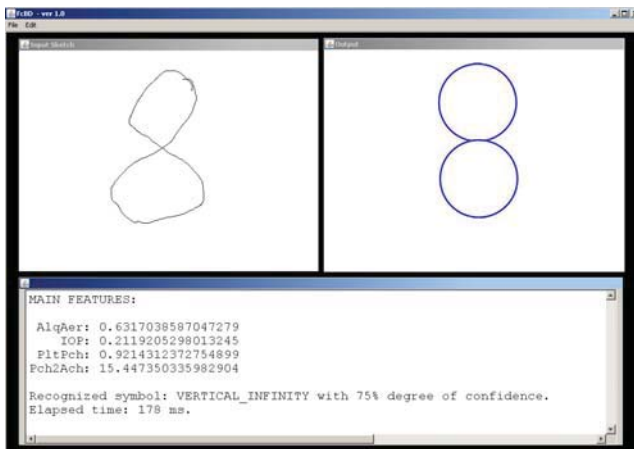 FcBD - ver 1.0
File Edit
Input Sketch
Output
MAIN FEATURES:
AlqAer: 0.6317038587047279
IOP: 0.2119205298013245
PltPch: 0.9214312372754899
Pch2Ach: 15.447350335982904
Recognized symbol: VERTICAL_INFINITY with 75% degree of confidence.
Elapsed time: 178 ms.